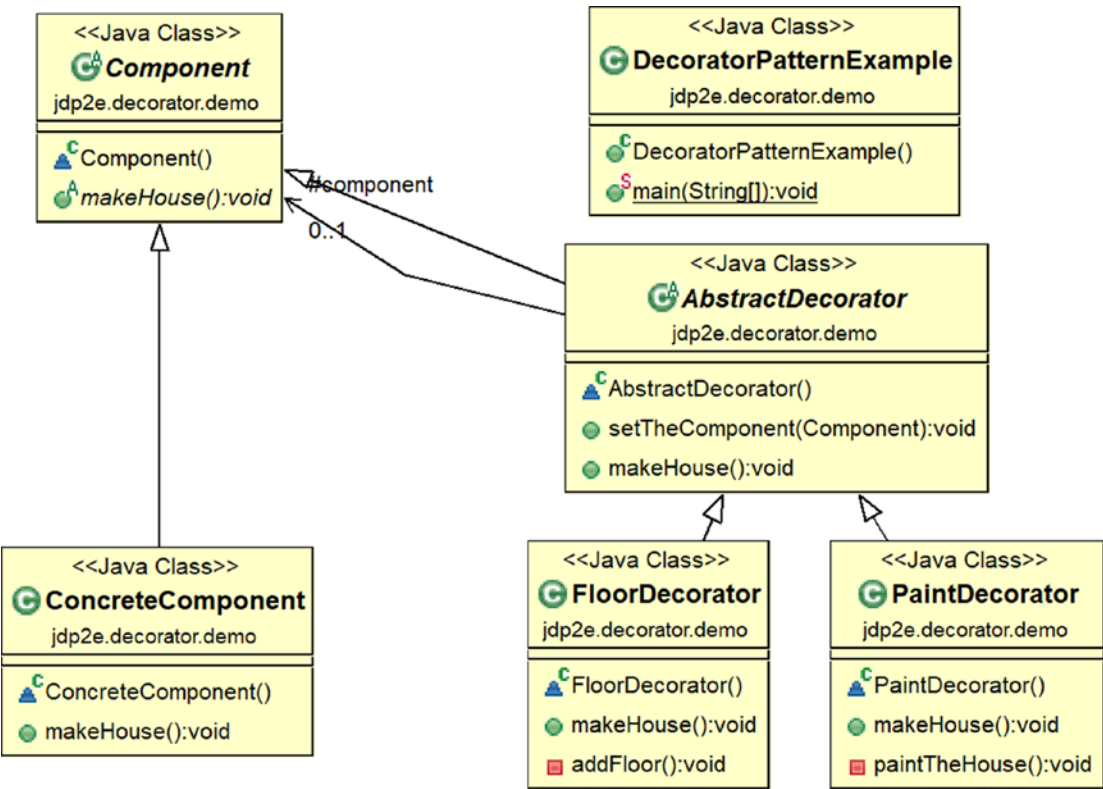 <<Java Class>>
Component
jdp2e.decorator.demo
Component()
makeHouse():void
<<Java Class>>
DecoratorPatternExample
jdp2e.decorator.demo
DecoratorPatternExample()
main(String[]):void
#component
0..1
<<Java Class>>
AbstractDecorator
jdp2e.decorator.demo
AbstractDecorator()
setTheComponent(Component):void
makeHouse():void
<<Java Class>>
ConcreteComponent
jdp2e.decorator.demo
ConcreteComponent()
makeHouse():void
<<Java Class>>
FloorDecorator
jdp2e.decorator.demo
FloorDecorator()
makeHouse():void
addFloor():void
<<Java Class>>
PaintDecorator
jdp2e.decorator.demo
PaintDecorator()
makeHouse():void
paintTheHouse():void